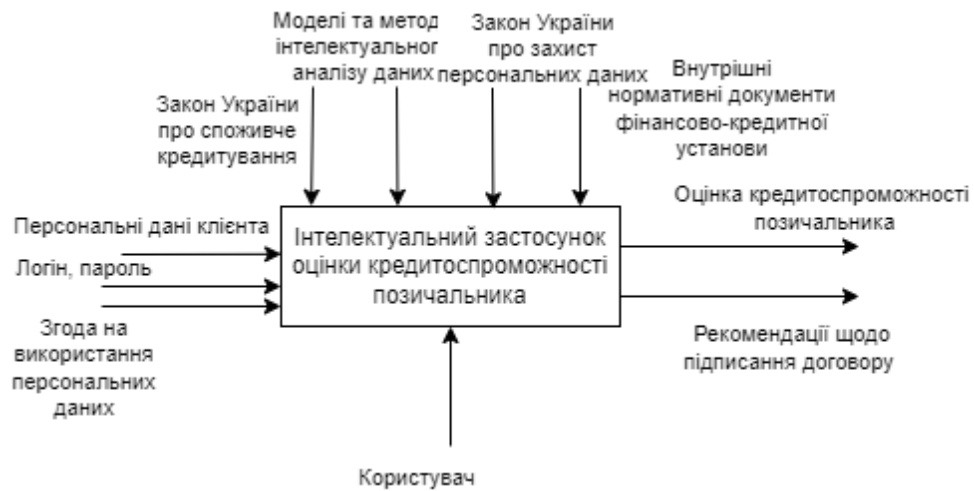 Моделі та метод
інтелектуальног
аналізу даних
Закон України
про захист
персональних даних
Внутрішні
нормативні документи
фінансово-кредитної
установи
Закон України
про споживче
кредитування
Персональні дані клієнта
Логін, пароль
Згода на
використання
персональних
даних
Інтелектуальний застосунок
оцінки кредитоспроможності
позичальника
Оцінка кредитоспроможності
позичальника
Рекомендації щодо
підписання договору
Користувач